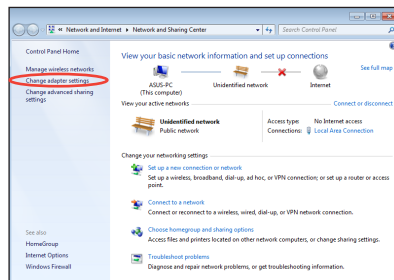 « Network and Internet ▸ Network and Sharing Center
Search Control Panel
Control Panel Home
Manage wireless networks
Change adapter settings
Change advanced sharing
settings
See also
HomeGroup
Internet Options
Windows Firewall
View your basic network information and set up connections
See full map
ASUS-PC
(This computer)
Unidentified network
Internet
View your active networks
Connect or disconnect
Unidentified network
Public network
Access type: No Internet access
Connections: Local Area Connection
Change your networking settings
Set up a new connection or network
Set up a wireless, broadband, dial-up, ad hoc, or VPN connection; or set up a router or access
point.
Connect to a network
Connect or reconnect to a wireless, wired, dial-up, or VPN network connection.
Choose homegroup and sharing options
Access files and printers located on other network computers, or change sharing settings.
Troubleshoot problems
Diagnose and repair network problems, or get troubleshooting information.